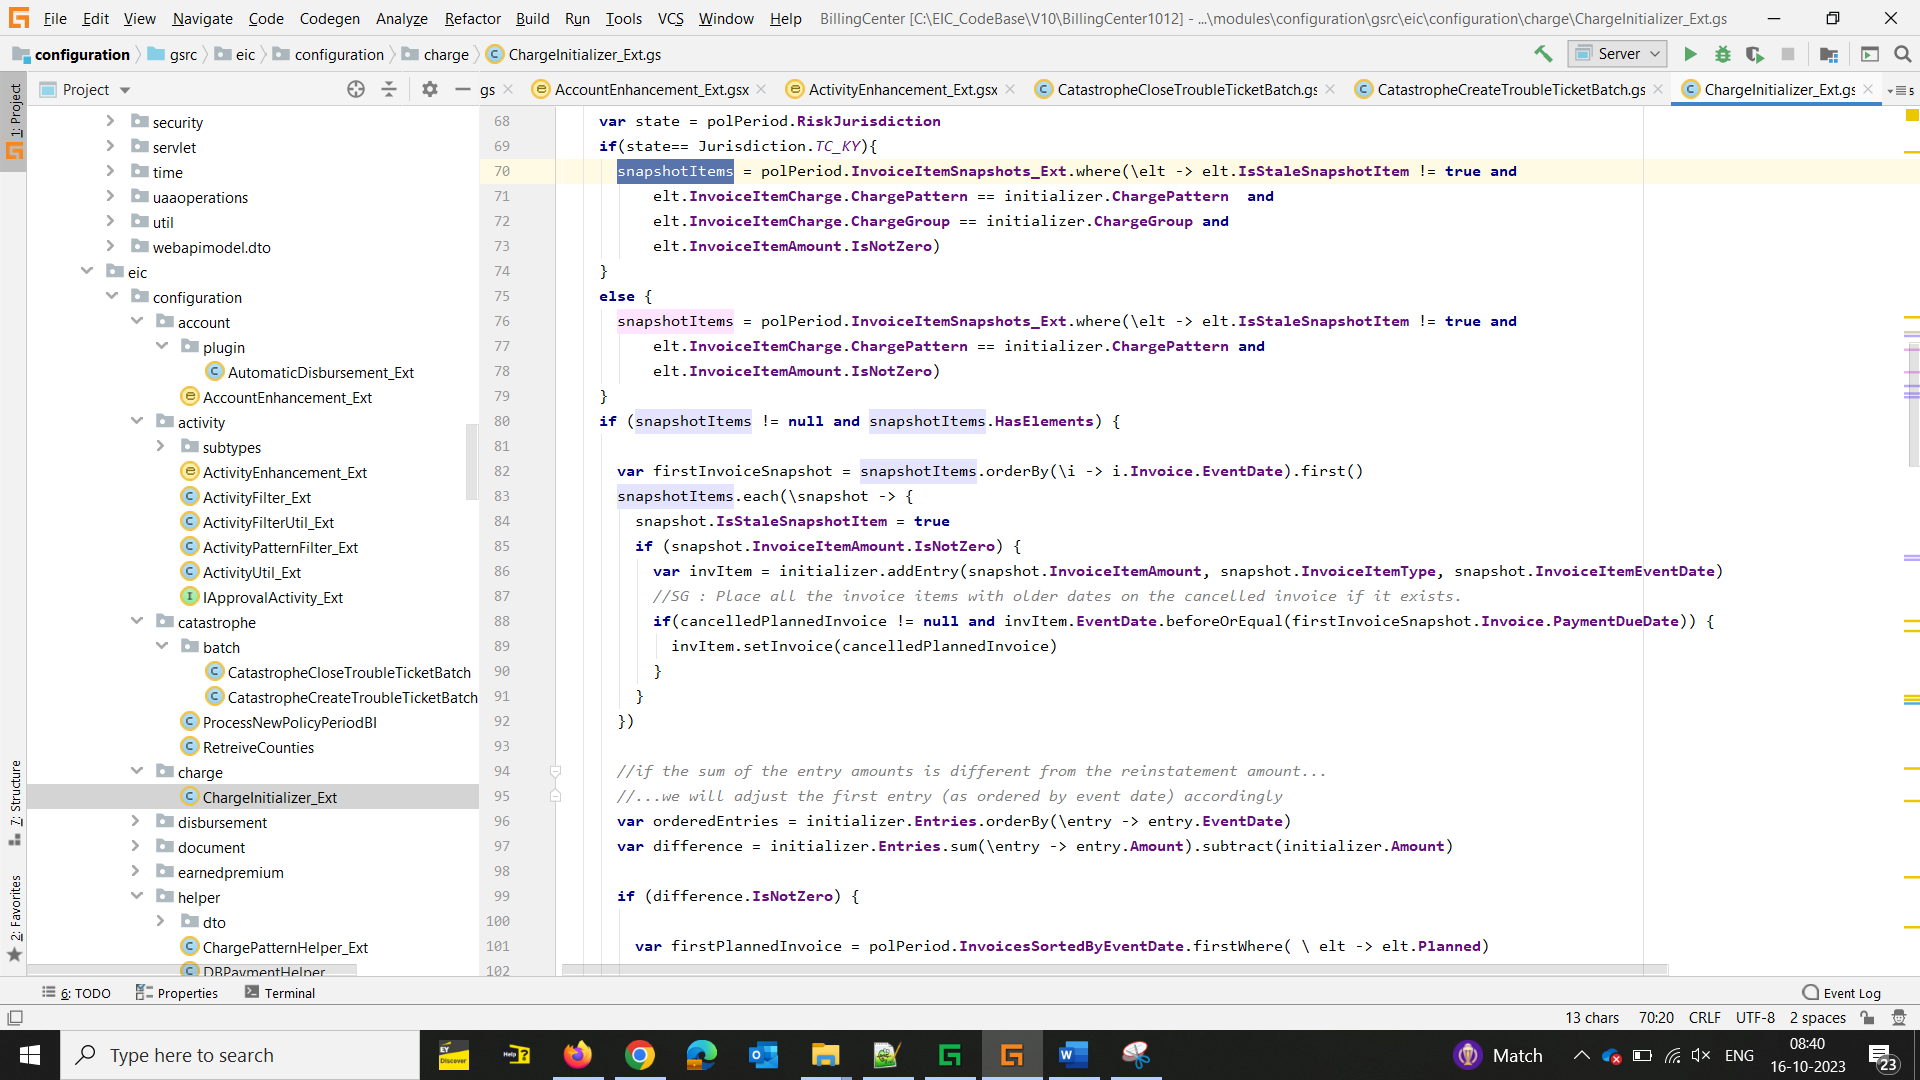 File Edit View Navigate Code Codegen Analyze Refactor Build Run Tools VCS Window Help BillingCenter [C:\EIC_CodeBase\V10\BillingCenter1012] - ...\modules\configuration\gsrc\eic\configuration\charge\ChargeInitializer_Ext.gs
configuration gsrc eic configuration charge ChargeInitializer_Ext.gs Server
Project gs AccountEnhancement_Ext.gsx ActivityEnhancement_Ext.gsx CatastropheCloseTroubleTicketBatch.gs CatastropheCreateTroubleTicketBatch.gs ChargeInitializer_Ext.gs 5
1: Project
7: Structure
2: Favorites
security
servlet
time
uaaoperations
util
webapimodel.dto
eic
configuration
account
plugin
AutomaticDisbursement_Ext
AccountEnhancement_Ext
activity
subtypes
ActivityEnhancement_Ext
ActivityFilter_Ext
ActivityFilterUtil_Ext
ActivityPatternFilter_Ext
ActivityUtil_Ext
IApprovalActivity_Ext
catastrophe
batch
CatastropheCloseTroubleTicketBatch
CatastropheCreateTroubleTicketBatch
ProcessNewPolicyPeriodBI
RetreiveCounties
charge
ChargeInitializer_Ext
disbursement
document
earnedpremium
helper
dto
ChargePatternHelper_Ext
DBPaymentHelper
68 var state = polPeriod.RiskJurisdiction
69 if(state== Jurisdiction.TC_KY){
70 snapshotItems = polPeriod.InvoiceItemSnapshots_Ext.where(\elt -> elt.IsStaleSnapshotItem != true and
71 elt.InvoiceItemCharge.ChargePattern == initializer.ChargePattern  and
72 elt.InvoiceItemCharge.ChargeGroup == initializer.ChargeGroup and
73 elt.InvoiceItemAmount.IsNotZero)
74 }
75 else {
76 snapshotItems = polPeriod.InvoiceItemSnapshots_Ext.where(\elt -> elt.IsStaleSnapshotItem != true and
77 elt.InvoiceItemCharge.ChargePattern == initializer.ChargePattern and
78 elt.InvoiceItemAmount.IsNotZero)
79 }
80 if (snapshotItems != null and snapshotItems.HasElements) {
81
82 var firstInvoiceSnapshot = snapshotItems.orderBy(\i -> i.Invoice.EventDate).first()
83 snapshotItems.each(\snapshot -> {
84 snapshot.IsStaleSnapshotItem = true
85 if (snapshot.InvoiceItemAmount.IsNotZero) {
86 var invItem = initializer.addEntry(snapshot.InvoiceItemAmount, snapshot.InvoiceItemType, snapshot.InvoiceItemEventDate)
87 //SG : Place all the invoice items with older dates on the cancelled invoice if it exists.
88 if(cancelledPlannedInvoice != null and invItem.EventDate.beforeOrEqual(firstInvoiceSnapshot.Invoice.PaymentDueDate)) {
89 invItem.setInvoice(cancelledPlannedInvoice)
90 }
91 }
92 })
93
94 //if the sum of the entry amounts is different from the reinstatement amount...
95 //...we will adjust the first entry (as ordered by event date) accordingly
96 var orderedEntries = initializer.Entries.orderBy(\entry -> entry.EventDate)
97 var difference = initializer.Entries.sum(\entry -> entry.Amount).subtract(initializer.Amount)
98
99 if (difference.IsNotZero) {
100
101 var firstPlannedInvoice = polPeriod.InvoicesSortedByEventDate.firstWhere( \ elt -> elt.Planned)
102
6: TODO Properties Terminal Event Log
13 chars 70:20 CRLF UTF-8 2 spaces
Type here to search EY Discover Help ? Match ENG 08:40 16-10-2023 23